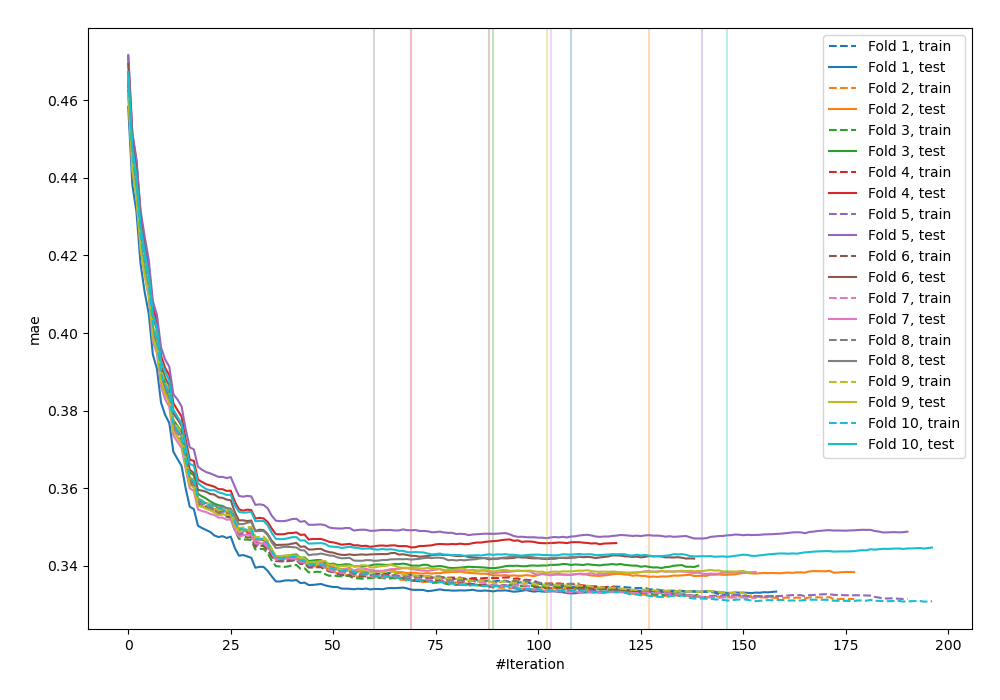 0.46
0.44
0.42
0.40
0.38
0.36
0.34
mae
0
25
50
75
100
125
150
175
200
#Iteration
Fold 1, train
Fold 1, test
Fold 2, train
Fold 2, test
Fold 3, train
Fold 3, test
Fold 4, train
Fold 4, test
Fold 5, train
Fold 5, test
Fold 6, train
Fold 6, test
Fold 7, train
Fold 7, test
Fold 8, train
Fold 8, test
Fold 9, train
Fold 9, test
Fold 10, train
Fold 10, test